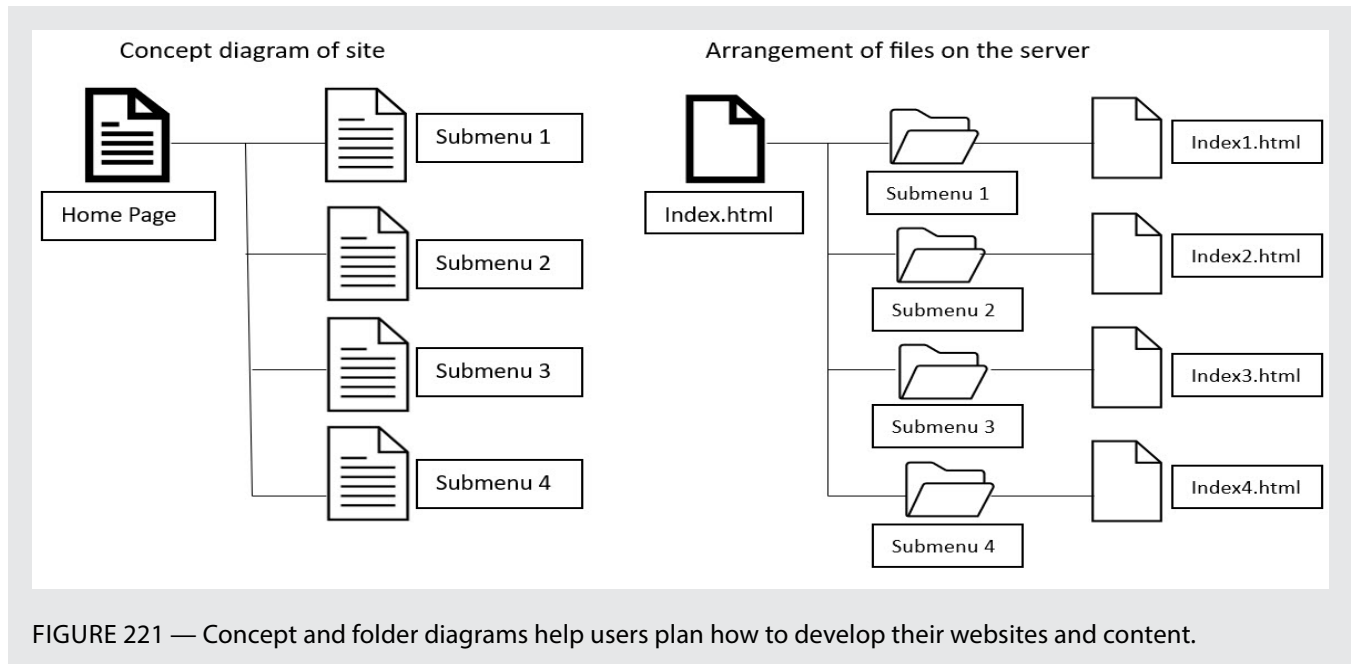 Concept diagram of site
Home Page
Submenu 1
Submenu 2
Submenu 3
Submenu 4
Arrangement of files on the server
Index.html
Submenu 1
Index1.html
Submenu 2
Index2.html
Submenu 3
Index3.html
Submenu 4
Index4.html
FIGURE 221 — Concept and folder diagrams help users plan how to develop their websites and content.